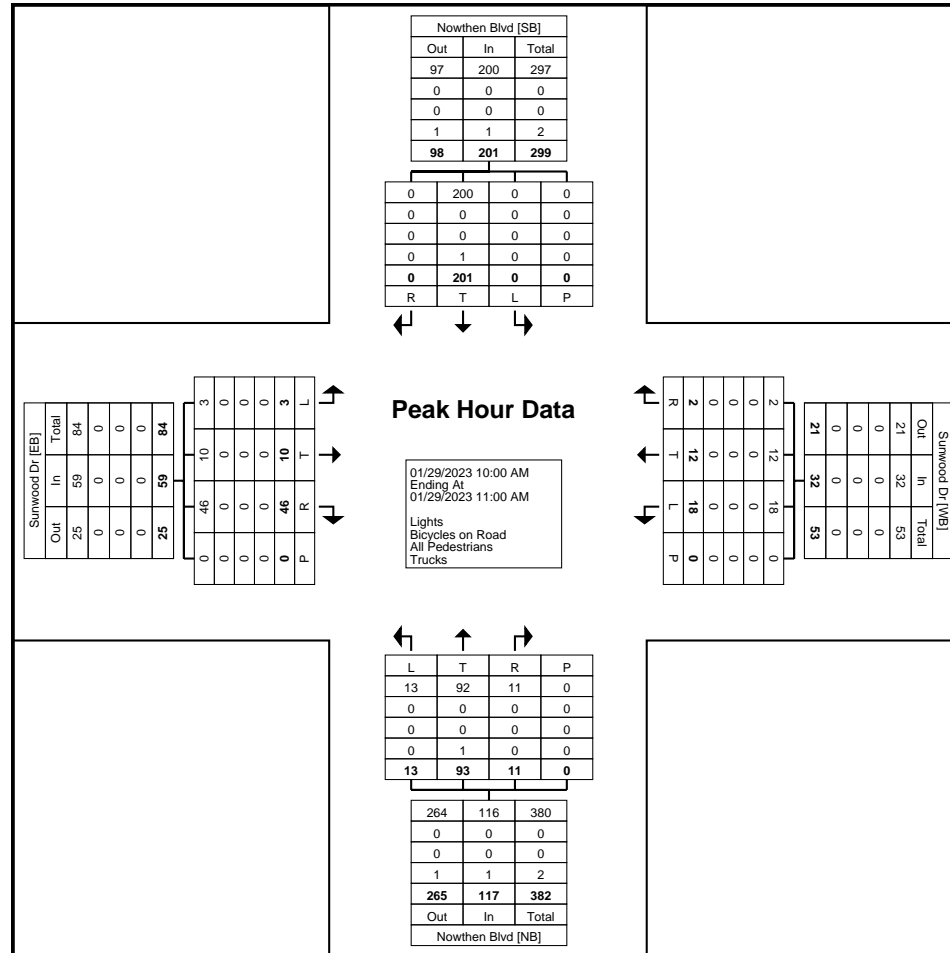 Nowthen Blvd [SB]
Out In Total
97 200 297
0 0 0
0 0 0
1 1 2
98 201 299
0 200 0 0
0 0 0 0
0 0 0 0
0 1 0 0
0 201 0 0
R T L P
Sunwood Dr [EB]
Total In Out
84 59 25
0 0 0
0 0 0
0 0 0
84 59 25
3 10 46 0
0 0 0 0
0 0 0 0
0 0 0 0
3 10 46 0
L T R P
Peak Hour Data
01/29/2023 10:00 AM
Ending At
01/29/2023 11:00 AM
Lights
Bicycles on Road
All Pedestrians
Trucks
R T L P
2 12 18 0
0 0 0 0
0 0 0 0
0 0 0 0
2 12 18 0
21 32 53
0 0 0
0 0 0
0 0 0
21 32 53
Out In Total
Sunwood Dr [WB]
L T R P
13 92 11 0
0 0 0 0
0 0 0 0
0 1 0 0
13 93 11 0
264 116 380
0 0 0
0 0 0
1 1 2
265 117 382
Out In Total
Nowthen Blvd [NB]